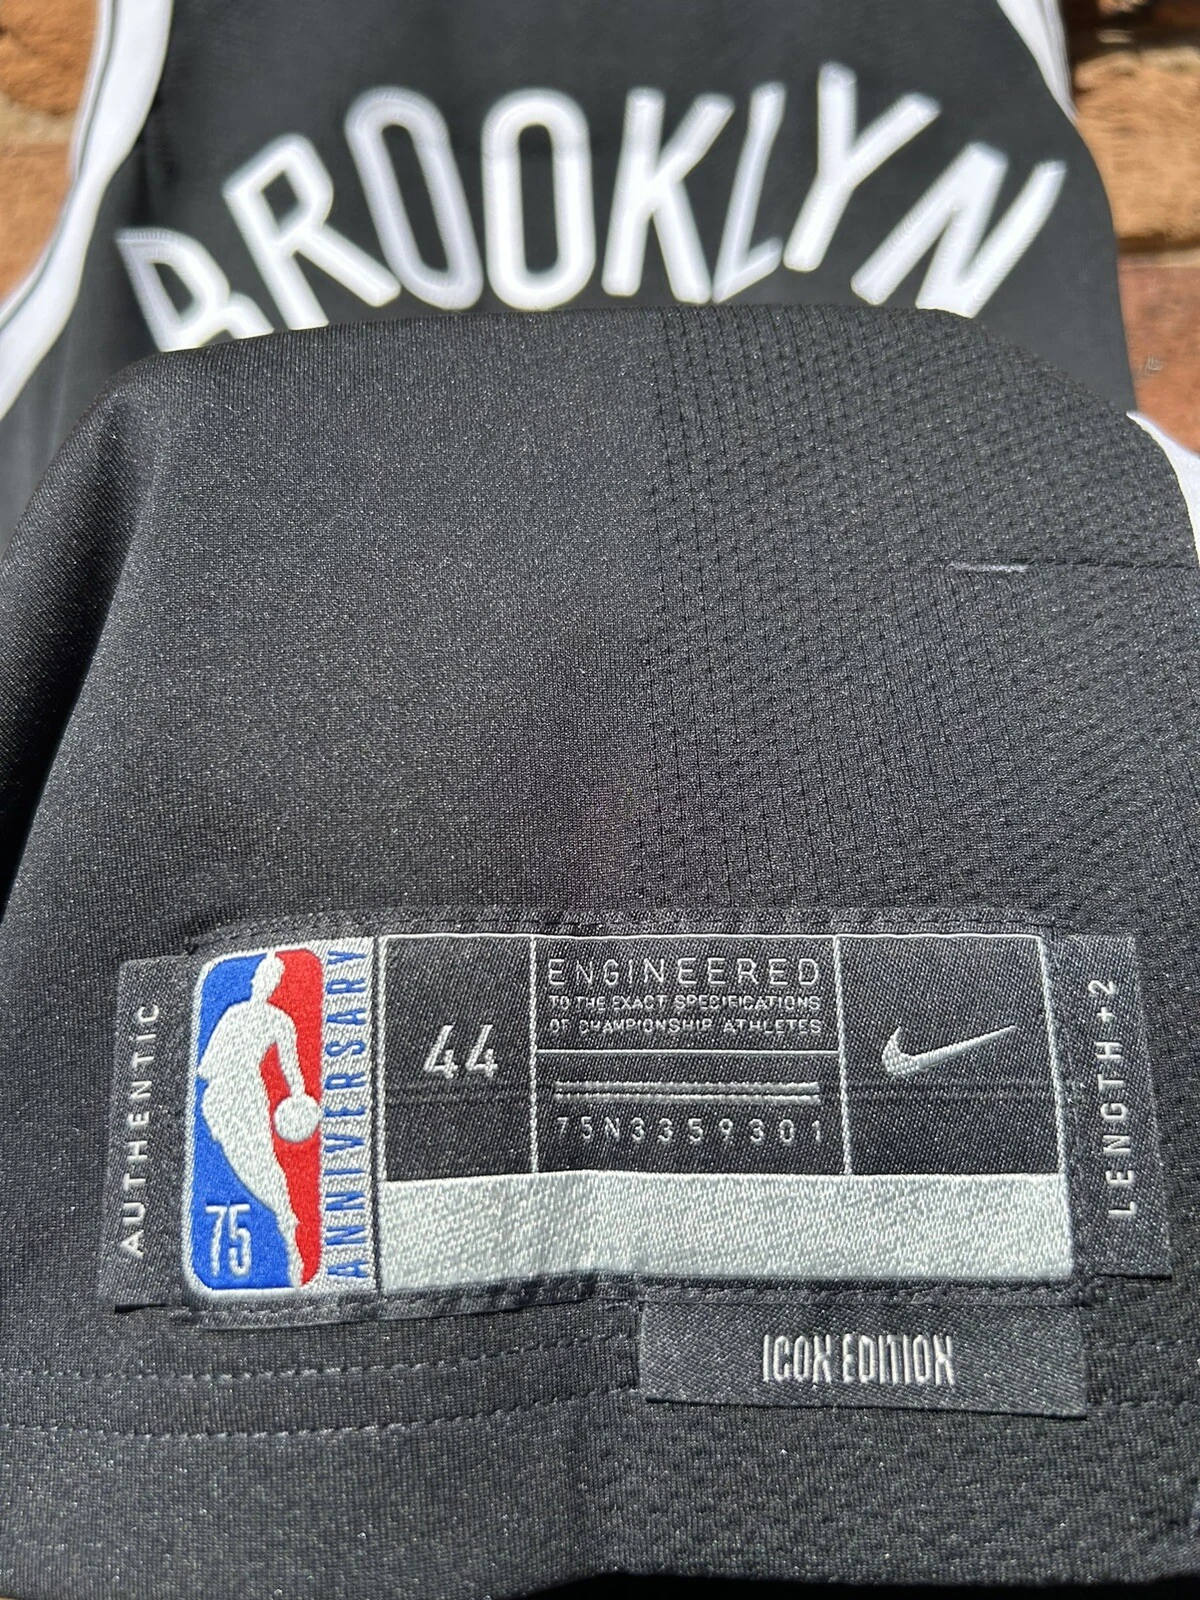 BROOKLYN
AUTHENTIC
75
ANNIVERSARY
44
ENGINEERED
TO THE EXACT SPECIFICATIONS
OF CHAMPIONSHIP ATHLETES
75N3359301
LENGTH +2
ICON EDITION